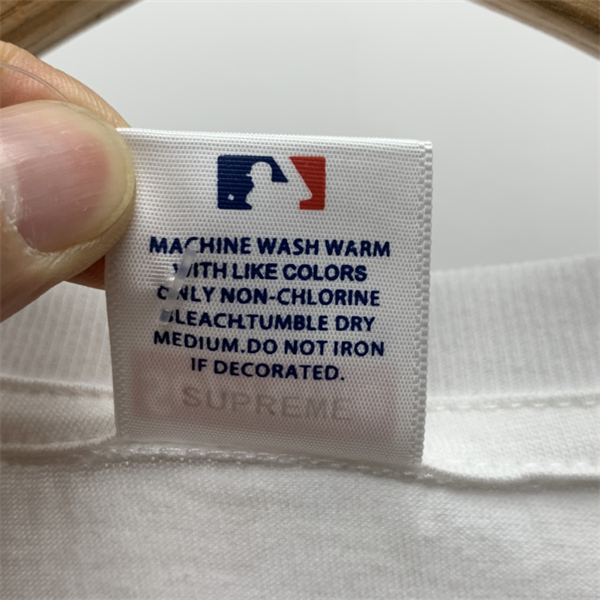 MACHINE WASH WARM
WITH LIKE COLORS
ONLY NON-CHLORINE
BLEACH.TUMBLE DRY
MEDIUM.DO NOT IRON
IF DECORATED.
SUPREME